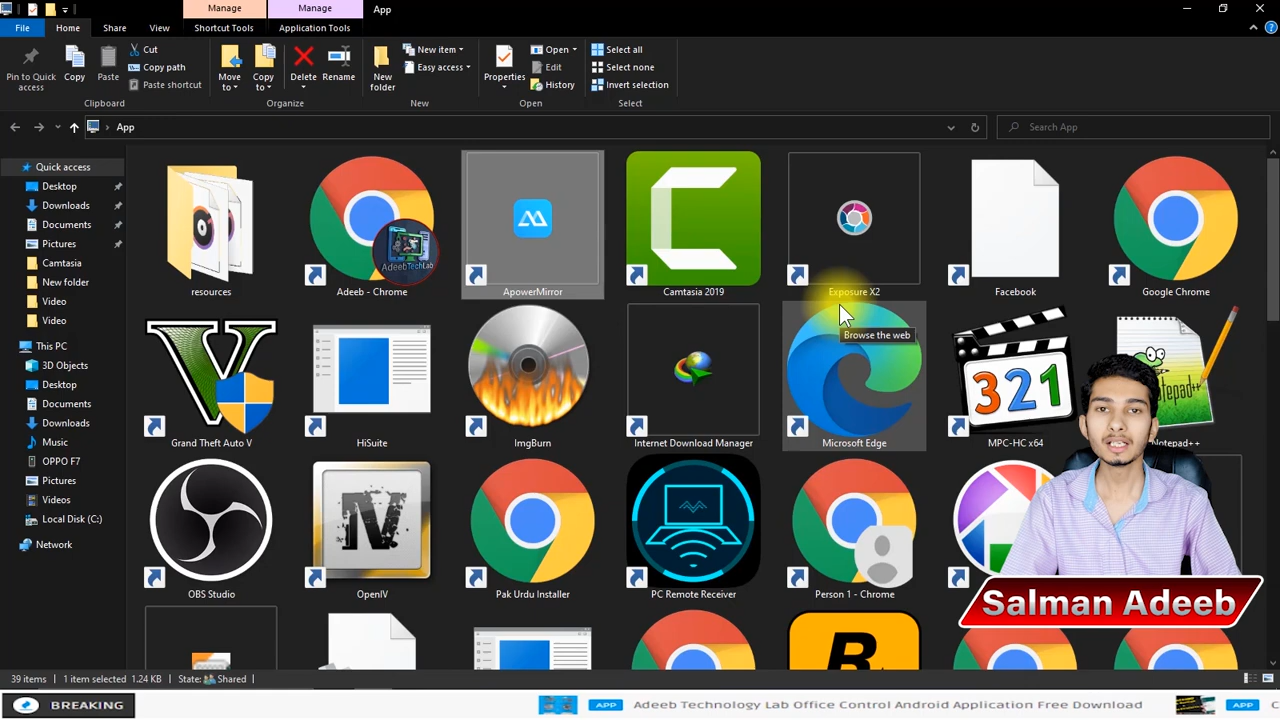 Manage
Manage
App
File
Home
Share
View
Shortcut Tools
Application Tools
Pin to Quick access
Copy
Paste
Cut
Copy path
Paste shortcut
Clipboard
Move to
Copy to
Delete
Rename
Organize
New folder
New item
Easy access
New
Properties
Open
Edit
History
Open
Select all
Select none
Invert selection
Select
App
Search App
Quick access
Desktop
Downloads
Documents
Pictures
Camtasia
New folder
Video
Video
This PC
3D Objects
Desktop
Documents
Downloads
Music
OPPO F7
Pictures
Videos
Local Disk (C:)
Network
AdeebTechLab
resources
Adeeb - Chrome
ApowerMirror
Camtasia 2019
Exposure X2
Facebook
Google Chrome
Browse the web
321
Grand Theft Auto V
HiSuite
ImgBurn
Internet Download Manager
Microsoft Edge
MPC-HC x64
Notepad++
IV
OBS Studio
OpenIV
Pak Urdu Installer
PC Remote Receiver
Person 1 - Chrome
Salman Adeeb
R
39 items
1 item selected 1.24 KB
State: Shared
BREAKING
APP
Adeeb Technology Lab Office Control Android Application Free Download
APP
C